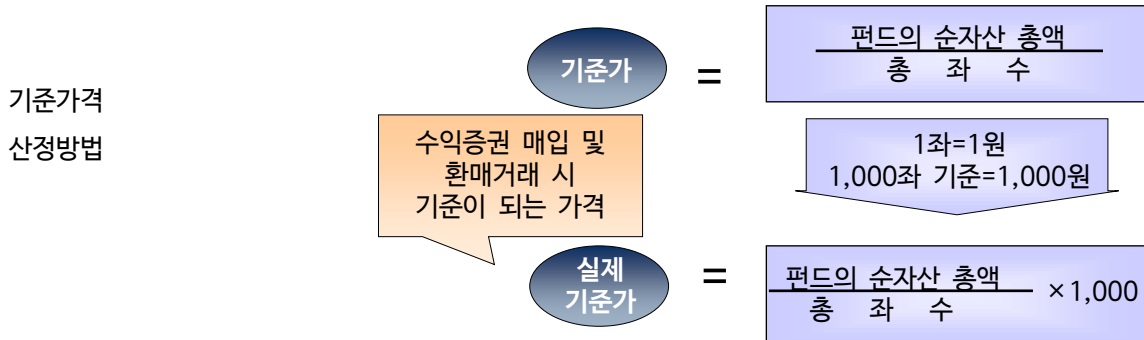 기준가격
산정방법
기준가
=
펀드의 순자산 총액
총 좌 수
수익증권 매입 및
환매거래 시
기준이 되는 가격
1좌=1원
1,000좌 기준=1,000원
실제
기준가
=
펀드의 순자산 총액
총 좌 수
×1,000